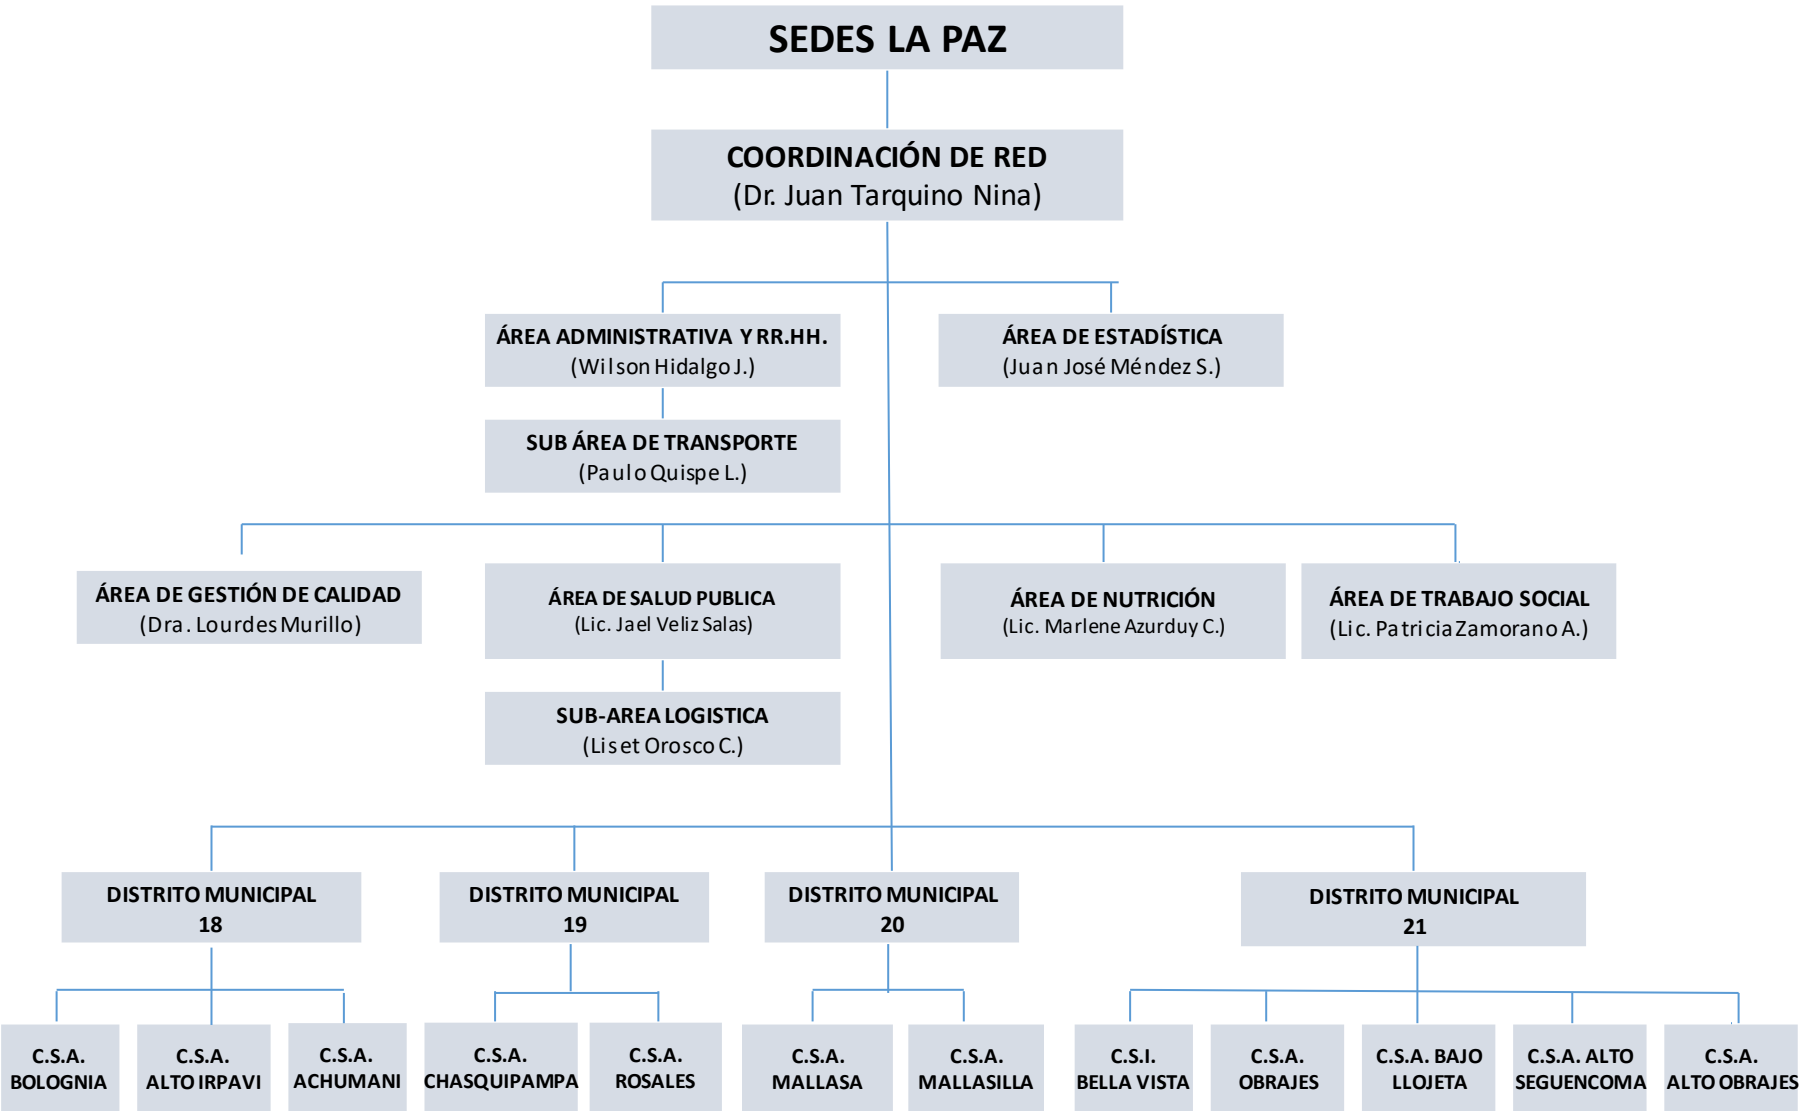 SEDES LA PAZ
COORDINACIÓN DE RED
(Dr. Juan Tarquino Nina)
ÁREA ADMINISTRATIVA Y RR.HH.
(Wilson Hidalgo J.)
ÁREA DE ESTADÍSTICA
(Juan José Méndez S.)
SUB ÁREA DE TRANSPORTE
(Paulo Quispe L.)
ÁREA DE GESTIÓN DE CALIDAD
(Dra. Lourdes Murillo)
ÁREA DE SALUD PUBLICA
(Lic. Jael Veliz Salas)
ÁREA DE NUTRICIÓN
(Lic. Marlene Azurduy C.)
ÁREA DE TRABAJO SOCIAL
(Lic. Patricia Zamorano A.)
SUB-AREA LOGISTICA
(Liset Orosco C.)
DISTRITO MUNICIPAL
18
DISTRITO MUNICIPAL
19
DISTRITO MUNICIPAL
20
DISTRITO MUNICIPAL
21
C.S.A.
BOLOGNIA
C.S.A.
ALTO IRPAVI
C.S.A.
ACHUMANI
C.S.A.
CHASQUIPAMPA
C.S.A.
ROSALES
C.S.A.
MALLASA
C.S.A.
MALLASILLA
C.S.I.
BELLA VISTA
C.S.A.
OBRAJES
C.S.A. BAJO
LLOJETA
C.S.A. ALTO
SEGUENCOMA
C.S.A.
ALTO OBRAJES